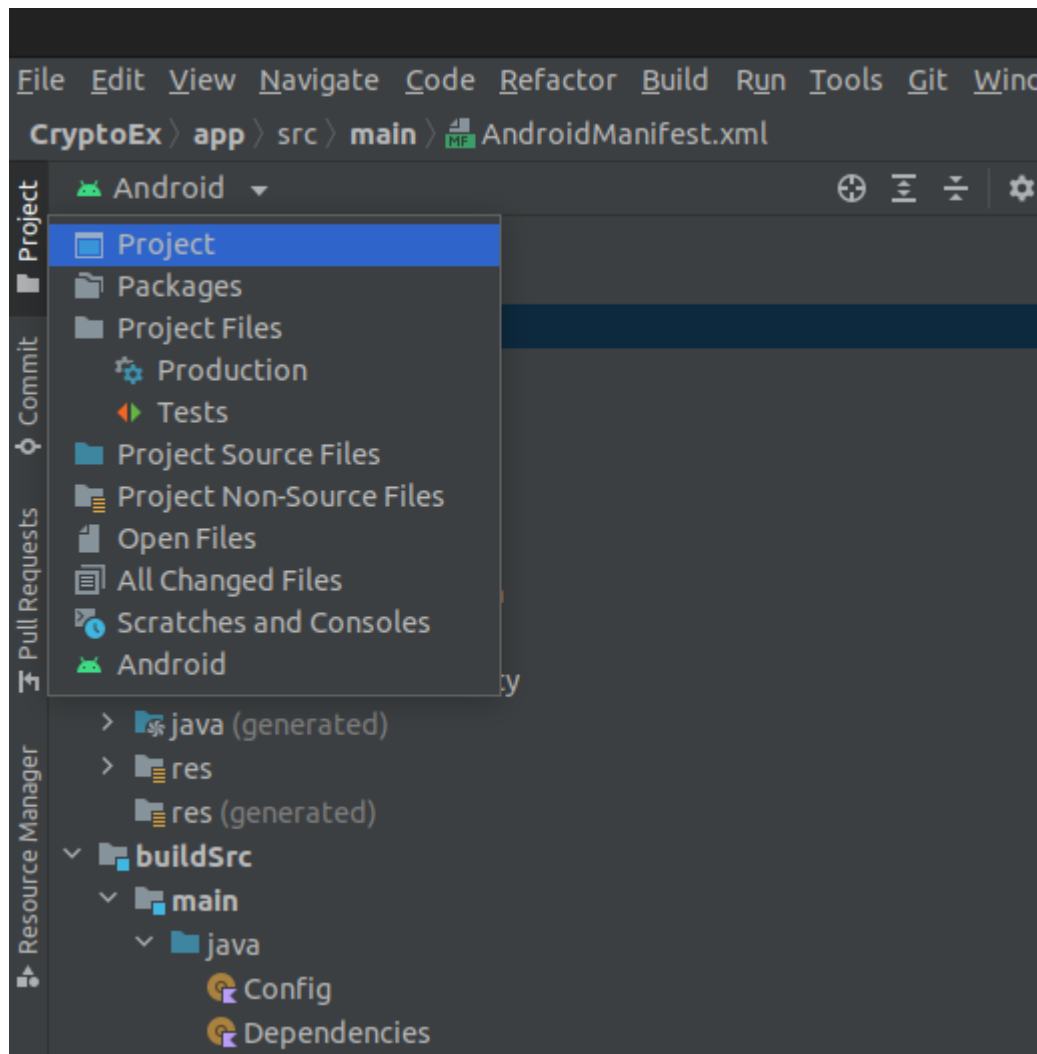 File Edit View Navigate Code Refactor Build Run Tools Git
CryptoEx app src main AndroidManifest.xml
Android
Project
Project
Packages
Project Files
Production
Tests
Project Source Files
Project Non-Source Files
Open Files
All Changed Files
Scratches and Consoles
Android
Commit
Pull Requests
Resource Manager
java (generated)
res
res (generated)
buildSrc
main
java
Config
Dependencies